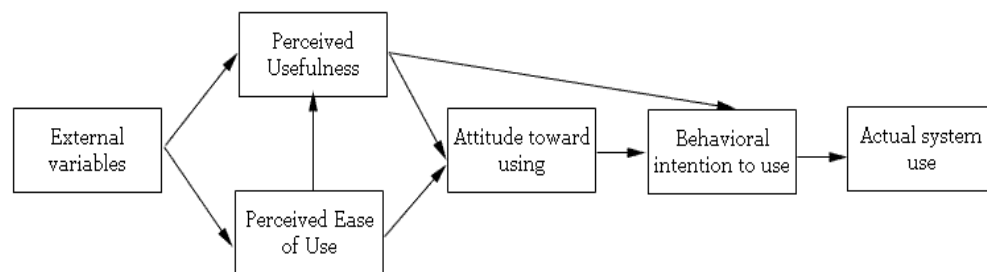 Perceived
Usefulness
External
variables
Perceived Ease
of Use
Attitude toward
using
Behavioral
intention to use
Actual system
use